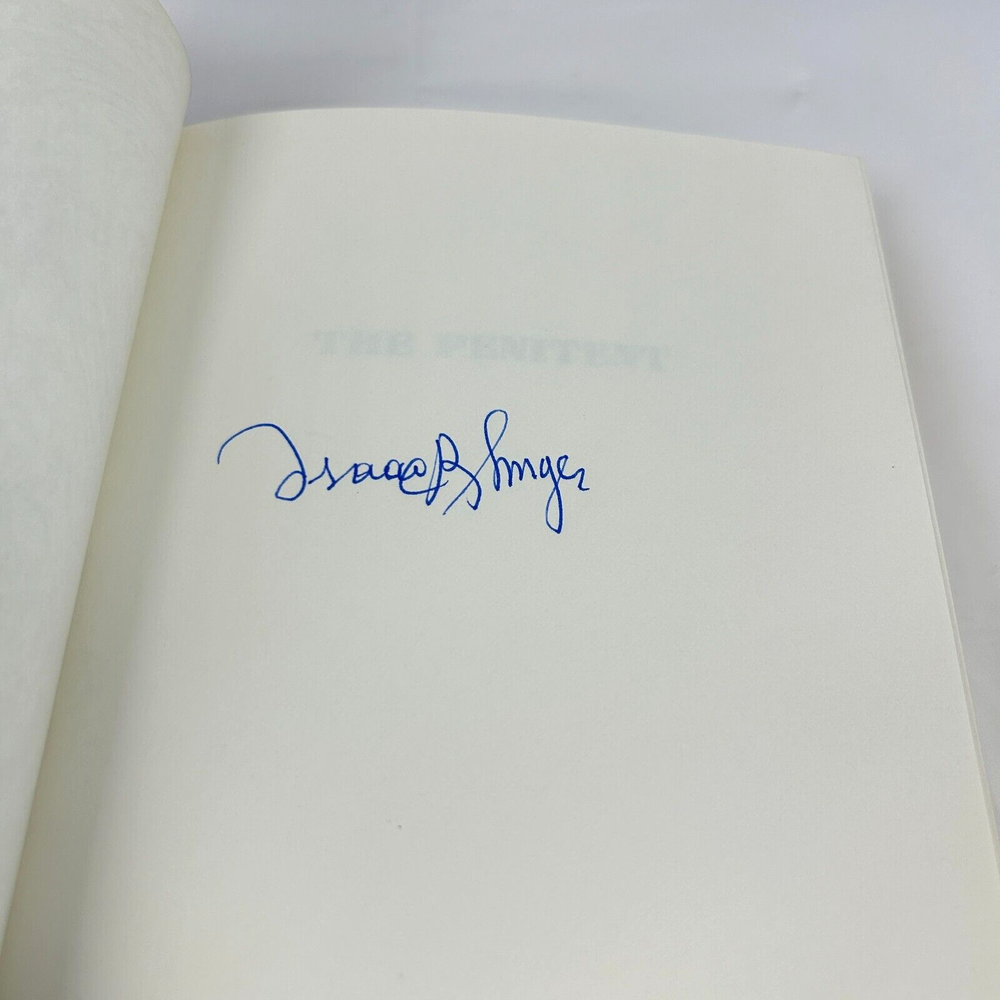 THE PENITENT
Isaac B Singer